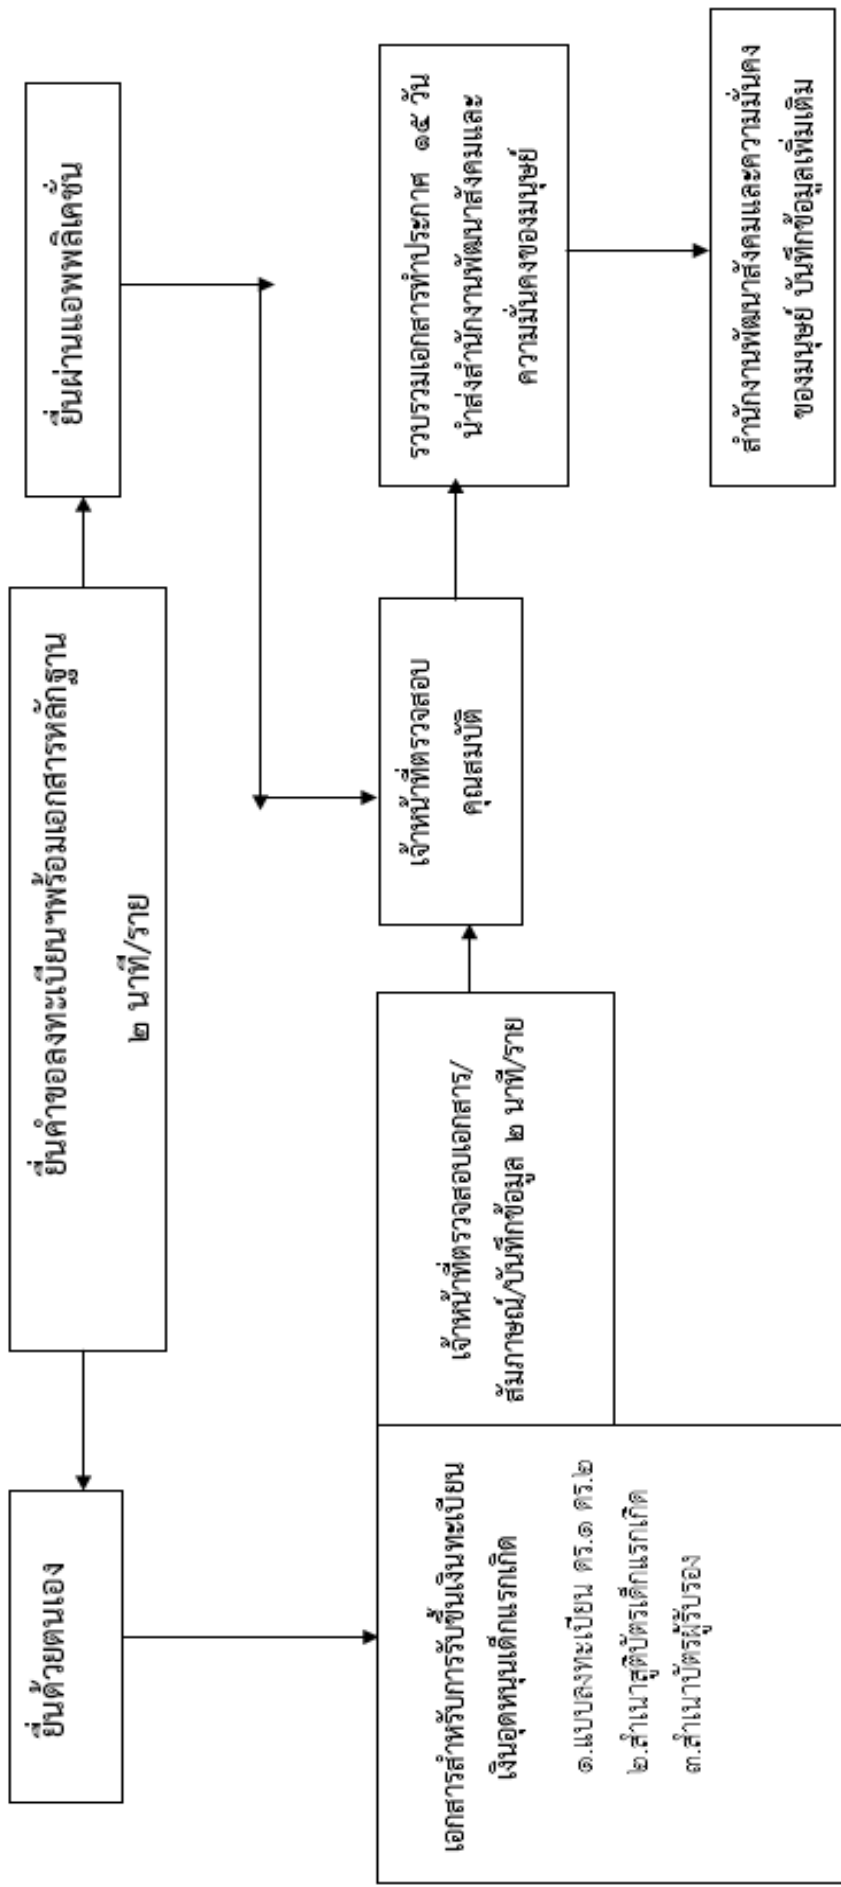 ยื่นคำขอลงทะเบียนฯพร้อมเอกสารหลักฐาน
๒ นาที/ราย
ยื่นด้วยตนเอง
ยื่นผ่านแอพพลิเคชั่น
เอกสารสำหรับการรับขึ้นเงินทะเบียน
เงินอุดหนุนเด็กแรกเกิด
๑.แบบลงทะเบียน ดร.๑ ดร.๒
๒.สำเนาสูติบัตรเด็กแรกเกิด
๓.สำเนาบัตรผู้รับรอง
เจ้าหน้าที่ตรวจสอบเอกสาร/
สัมภาษณ์/บันทึกข้อมูล ๒ นาที/ราย
เจ้าหน้าที่ตรวจสอบ
คุณสมบัติ
รวบรวมเอกสารทำประกาศ ๑๕ วัน
นำส่งสำนักงานพัฒนาสังคมและ
ความมั่นคงของมนุษย์
สำนักงานพัฒนาสังคมและความมั่นคง
ของมนุษย์ บันทึกข้อมูลเพิ่มเติม